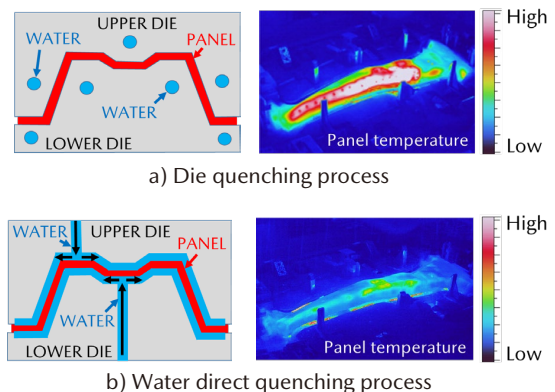 UPPER DIE
WATER
PANEL
WATER
LOWER DIE
Panel temperature
High
Low
a) Die quenching process
WATER
UPPER DIE
PANEL
WATER
LOWER DIE
Panel temperature
High
Low
b) Water direct quenching process